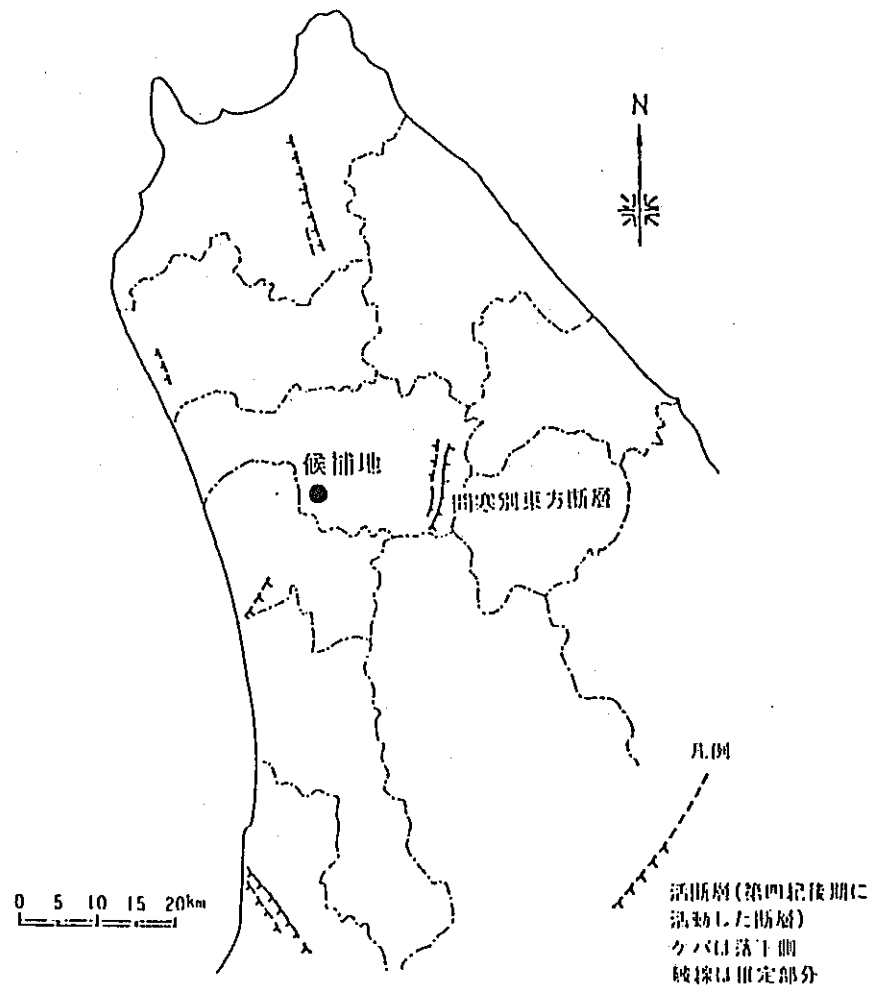 N
候補地
問寒別東方断層
凡例
0 5 10 15 20km
活断層(第四紀後期に
活動した断層)
ケバは落下側
破線は推定部分